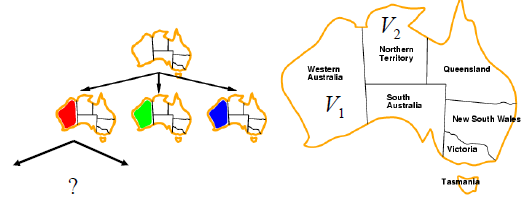 V2
Northern
Territory
Western
Australia
Queensland
V1
South
Australia
New South Wales
Victoria
Tasmania
?